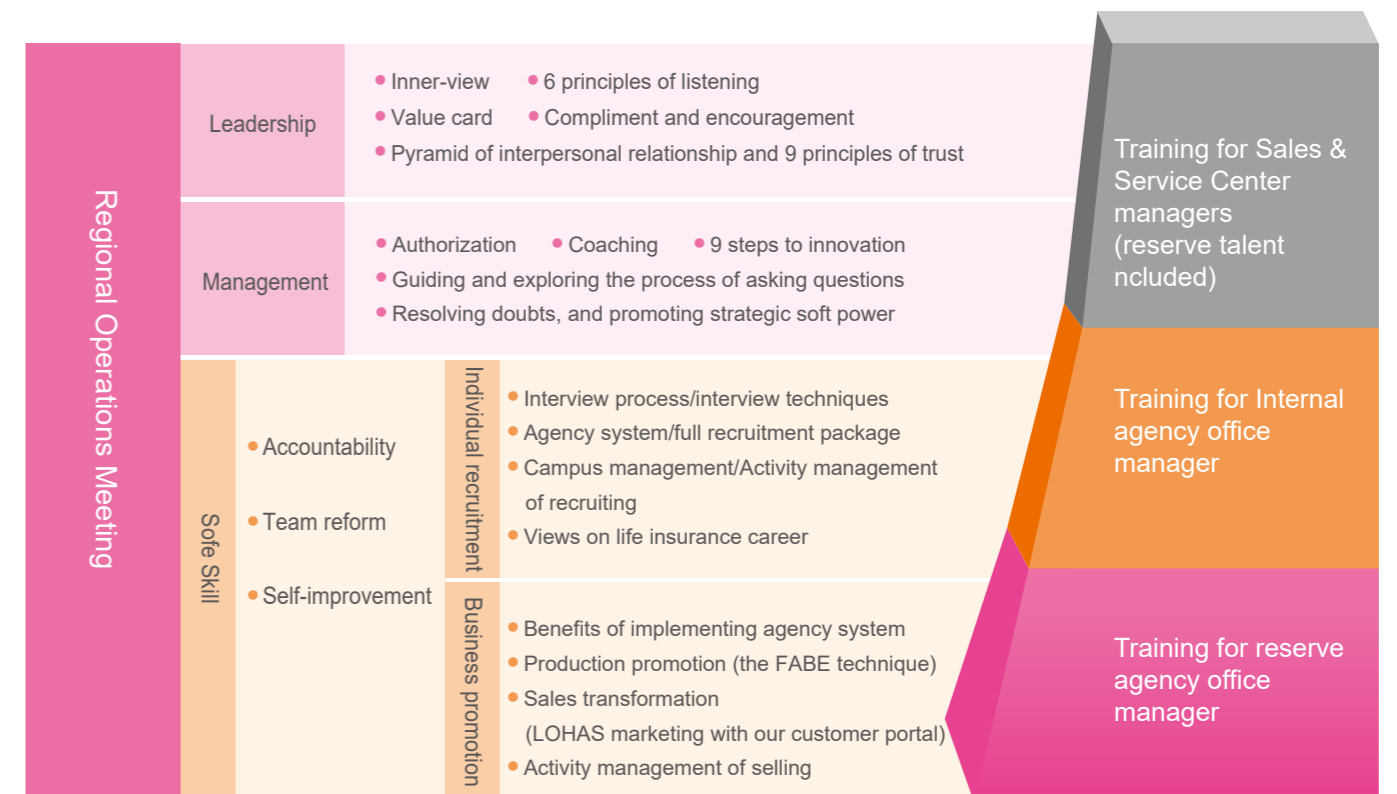 Regional Operations Meeting
Leadership
Inner-view
6 principles of listening
Value card
Compliment and encouragement
Pyramid of interpersonal relationship and 9 principles of trust
Management
Authorization
Coaching
9 steps to innovation
Guiding and exploring the process of asking questions
Resolving doubts, and promoting strategic soft power
Sofe Skill
Accountability
Team reform
Self-improvement
Individual recruitment
Interview process/interview techniques
Agency system/full recruitment package
Campus management/Activity management
of recruiting
Views on life insurance career
Business promotion
Benefits of implementing agency system
Production promotion (the FABE technique)
Sales transformation
(LOHAS marketing with our customer portal)
Activity management of selling
Training for Sales &
Service Center
managers
(reserve talent
ncluded)
Training for Internal
agency office
manager
Training for reserve
agency office
manager